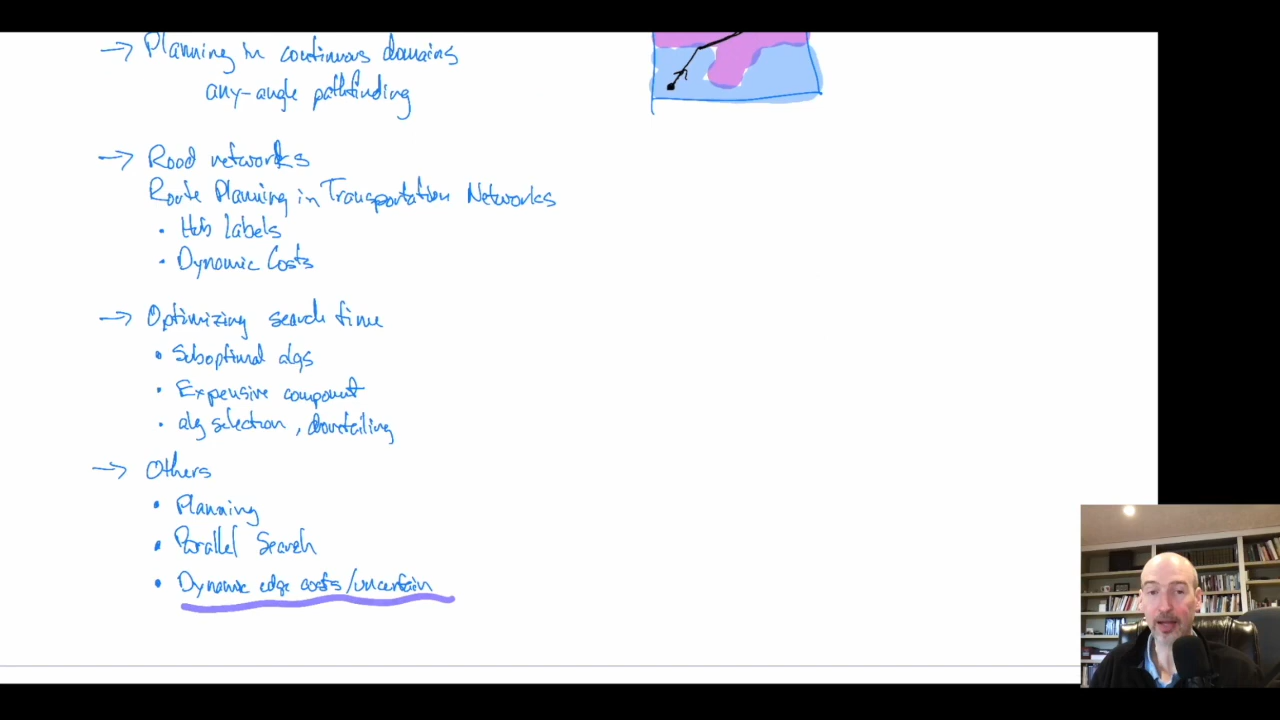 → Planning in continuous domains
any-angle pathfinding
→ Road networks
Route Planning in Transportation Networks
• Hub labels
• Dynamic Costs
→ Optimizing search time
• Suboptimal algs
• Expensive component
• alg selection, dovetailing
→ Others
• Planning
• Parallel Search
• Dynamic edge costs/uncertain